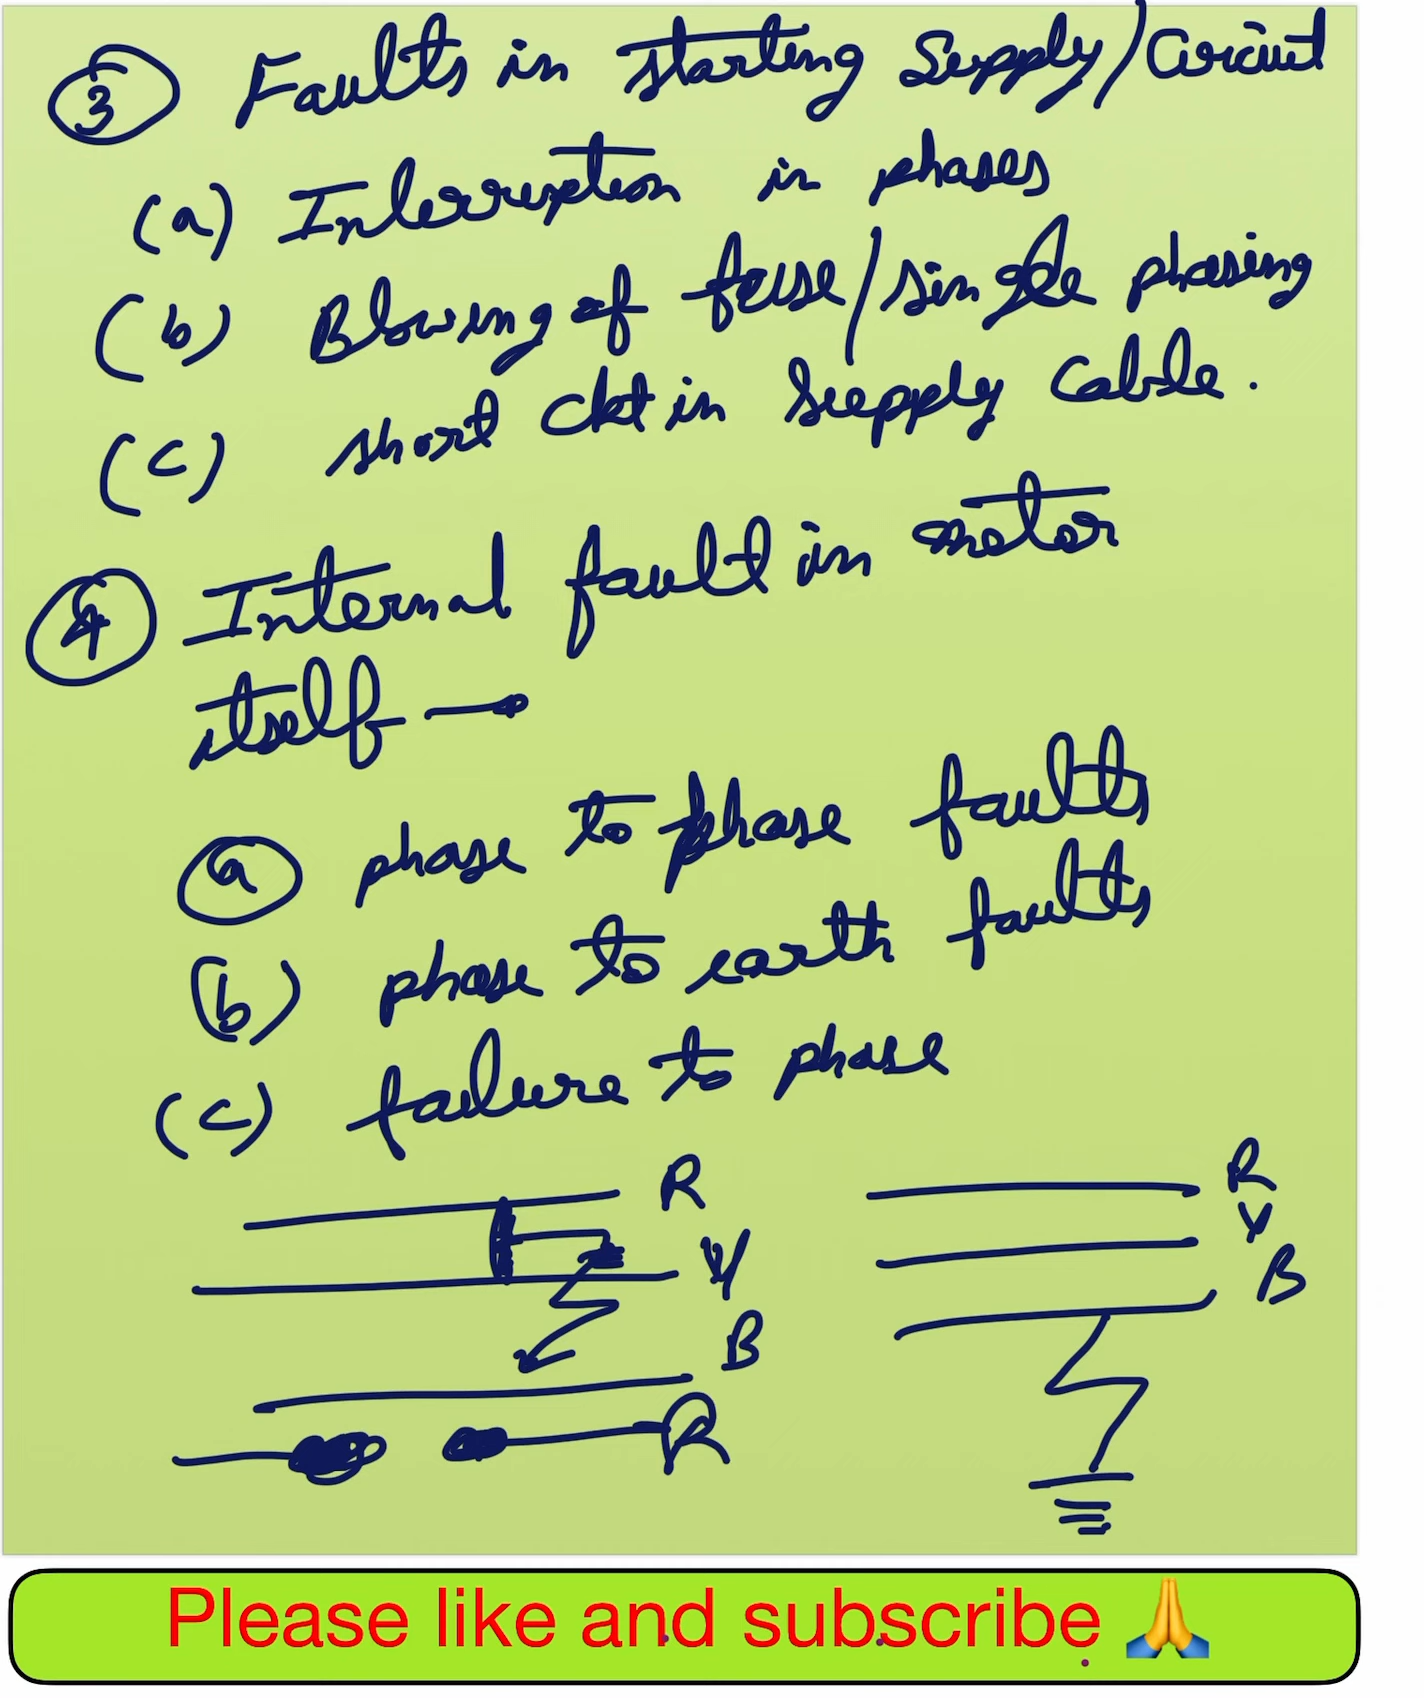 3 Faults in starting Supply/Circuit
(a) Interruption in phases
(b) Blowing of fuse/single phasing
(c) short ckt in supply cable.
4 Internal fault in motor
itself
a phase to phase faults
(b) phase to earth faults
(c) failure to phase
R
Y
B
R
R
Y
B
Please like and subscribe 🙏